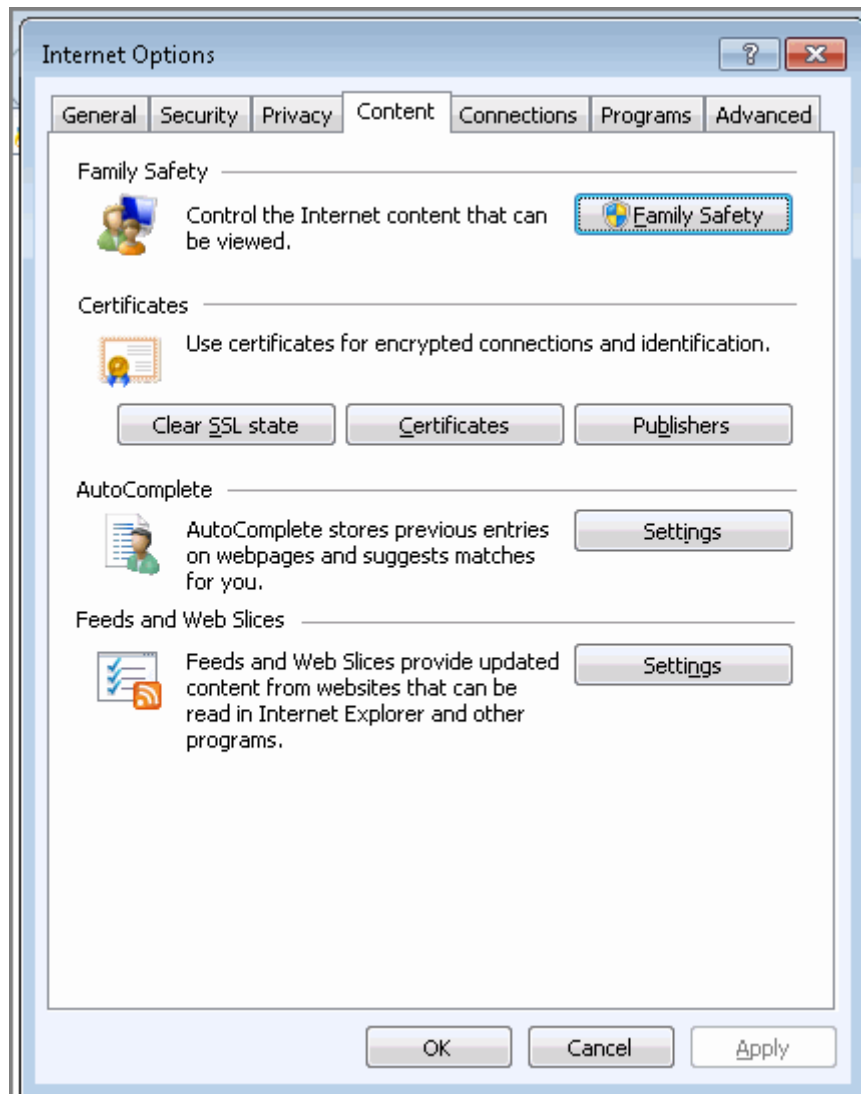 Internet Options
General Security Privacy Content Connections Programs Advanced
Family Safety
Control the Internet content that can
be viewed.
Family Safety
Certificates
Use certificates for encrypted connections and identification.
Clear SSL state Certificates Publishers
AutoComplete
AutoComplete stores previous entries
on webpages and suggests matches
for you.
Settings
Feeds and Web Slices
Feeds and Web Slices provide updated
content from websites that can be
read in Internet Explorer and other
programs.
Settings
OK Cancel Apply